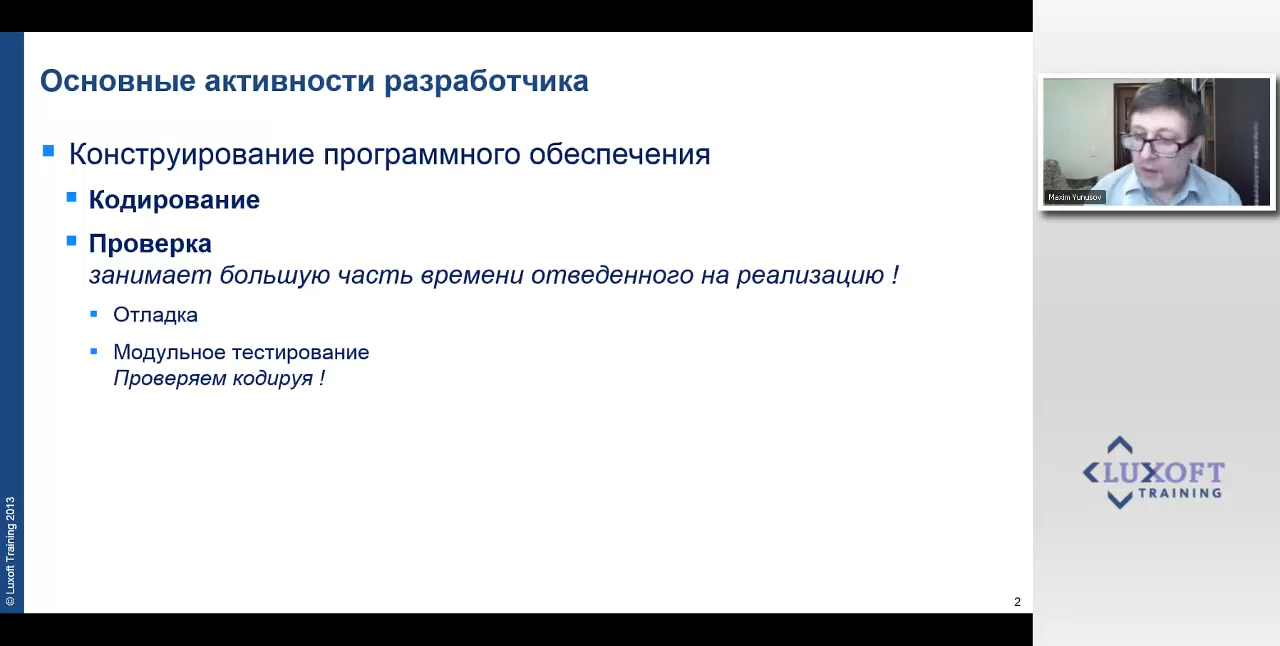 Основные активности разработчика
Конструирование программного обеспечения
Кодирование
Проверка
занимает большую часть времени отведенного на реализацию !
Отладка
Модульное тестирование
Проверяем кодируя !
© Luxoft Training 2013
2
Maxim Yunusov
LUXOFT
TRAINING